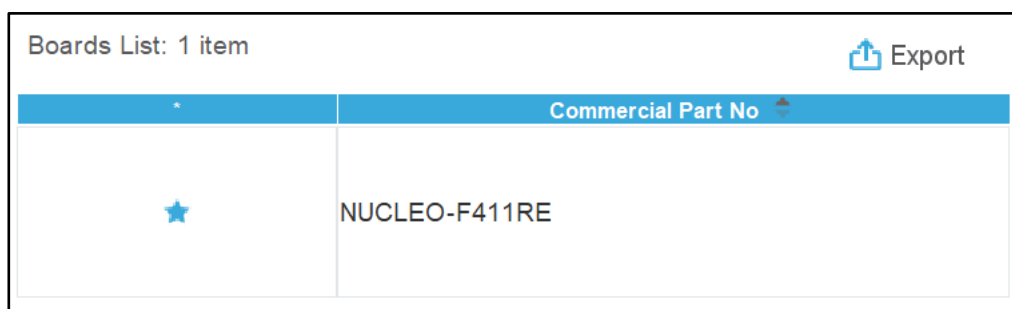 Boards List: 1 item
Export
* Commercial Part No
NUCLEO-F411RE